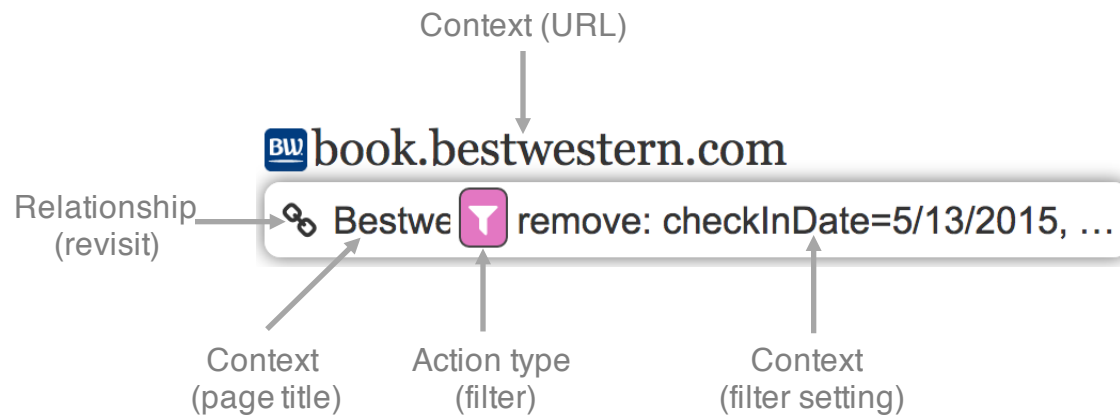 Context (URL)
BW. book.bestwestern.com
Relationship
(revisit)
Bestwe remove: checkInDate=5/13/2015, ...
Context
(page title)
Action type
(filter)
Context
(filter setting)